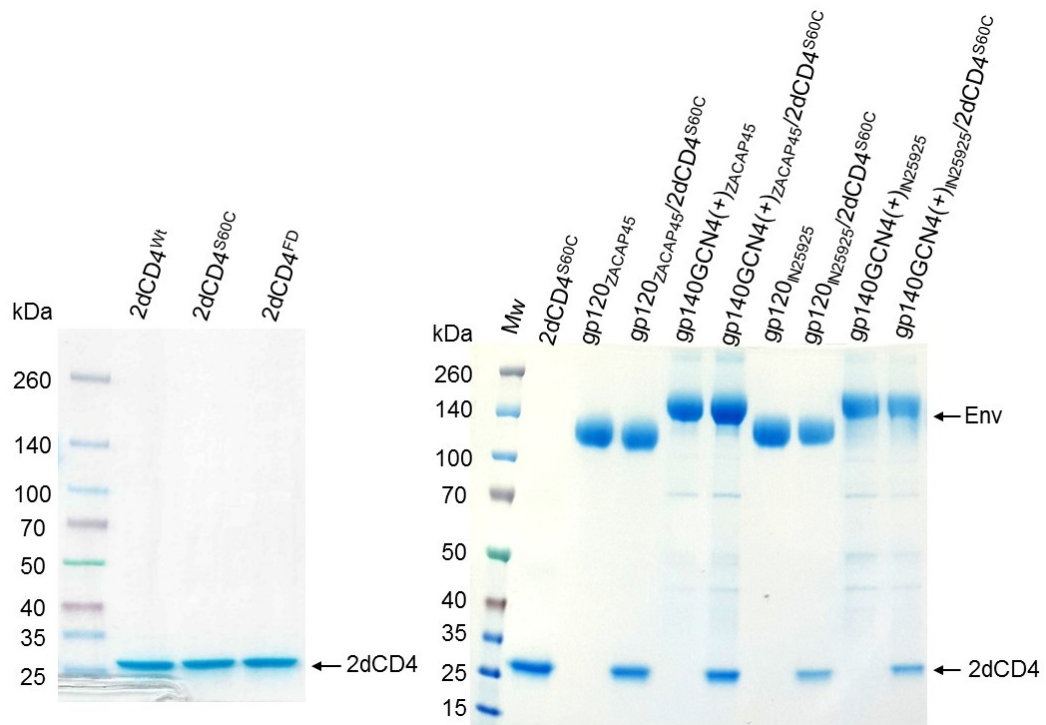 kDa
2dCD4Wt
2dCD4S60C
2dCD4FD
260
140
100
70
50
40
35
25
2dCD4
kDa
Mw
2dCD4S60C
gp120ZACAP45
gp120ZACAP45/2dCD4S60C
gp140GCN4(+)ZACAP45
gp140GCN4(+)ZACAP45/2dCD4S60C
gp120IN25925
gp120IN25925/2dCD4S60C
gp140GCN4(+)IN25925
gp140GCN4(+)IN25925/2dCD4S60C
260
140
100
70
50
40
35
25
15
Env
2dCD4